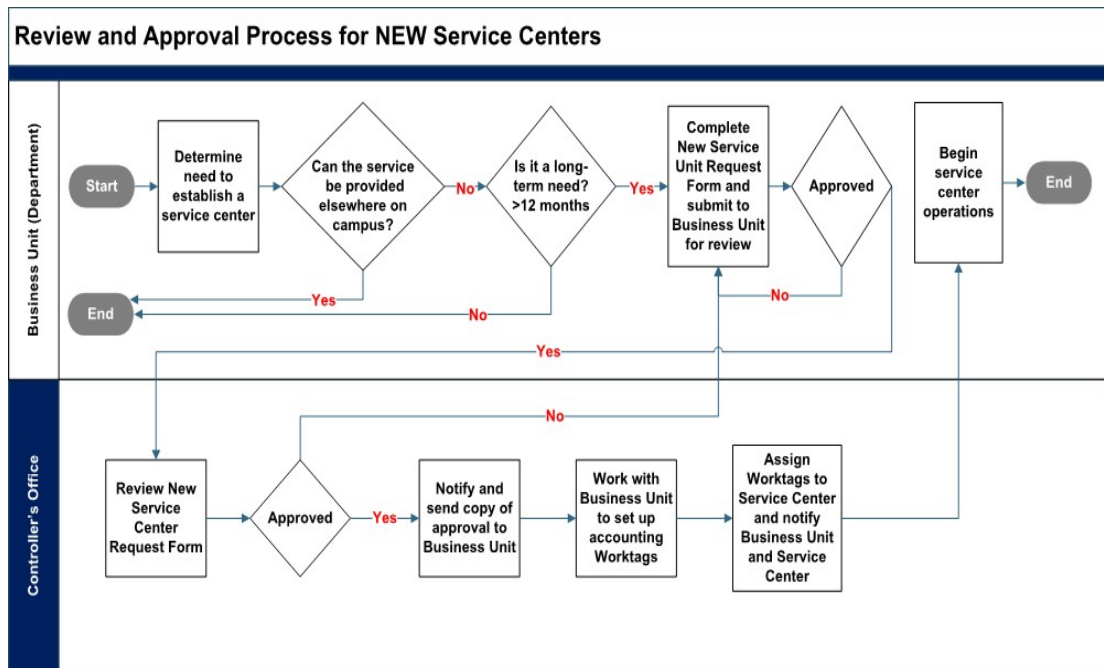 Review and Approval Process for NEW Service Centers
Business Unit (Department)
Start
Determine
need to
establish a
service center
Can the service
be provided
elsewhere on
campus?
No
Is it a long-
term need?
>12 months
Yes
Complete
New Service
Unit Request
Form and
submit to
Business Unit
for review
Approved
Begin
service
center
operations
End
Yes
End
No
No
Yes
Controller's Office
No
Review New
Service
Center
Request Form
Approved
Yes
Notify and
send copy of
approval to
Business Unit
Work with
Business Unit
to set up
accounting
Worktags
Assign
Worktags to
Service Center
and notify
Business Unit
and Service
Center